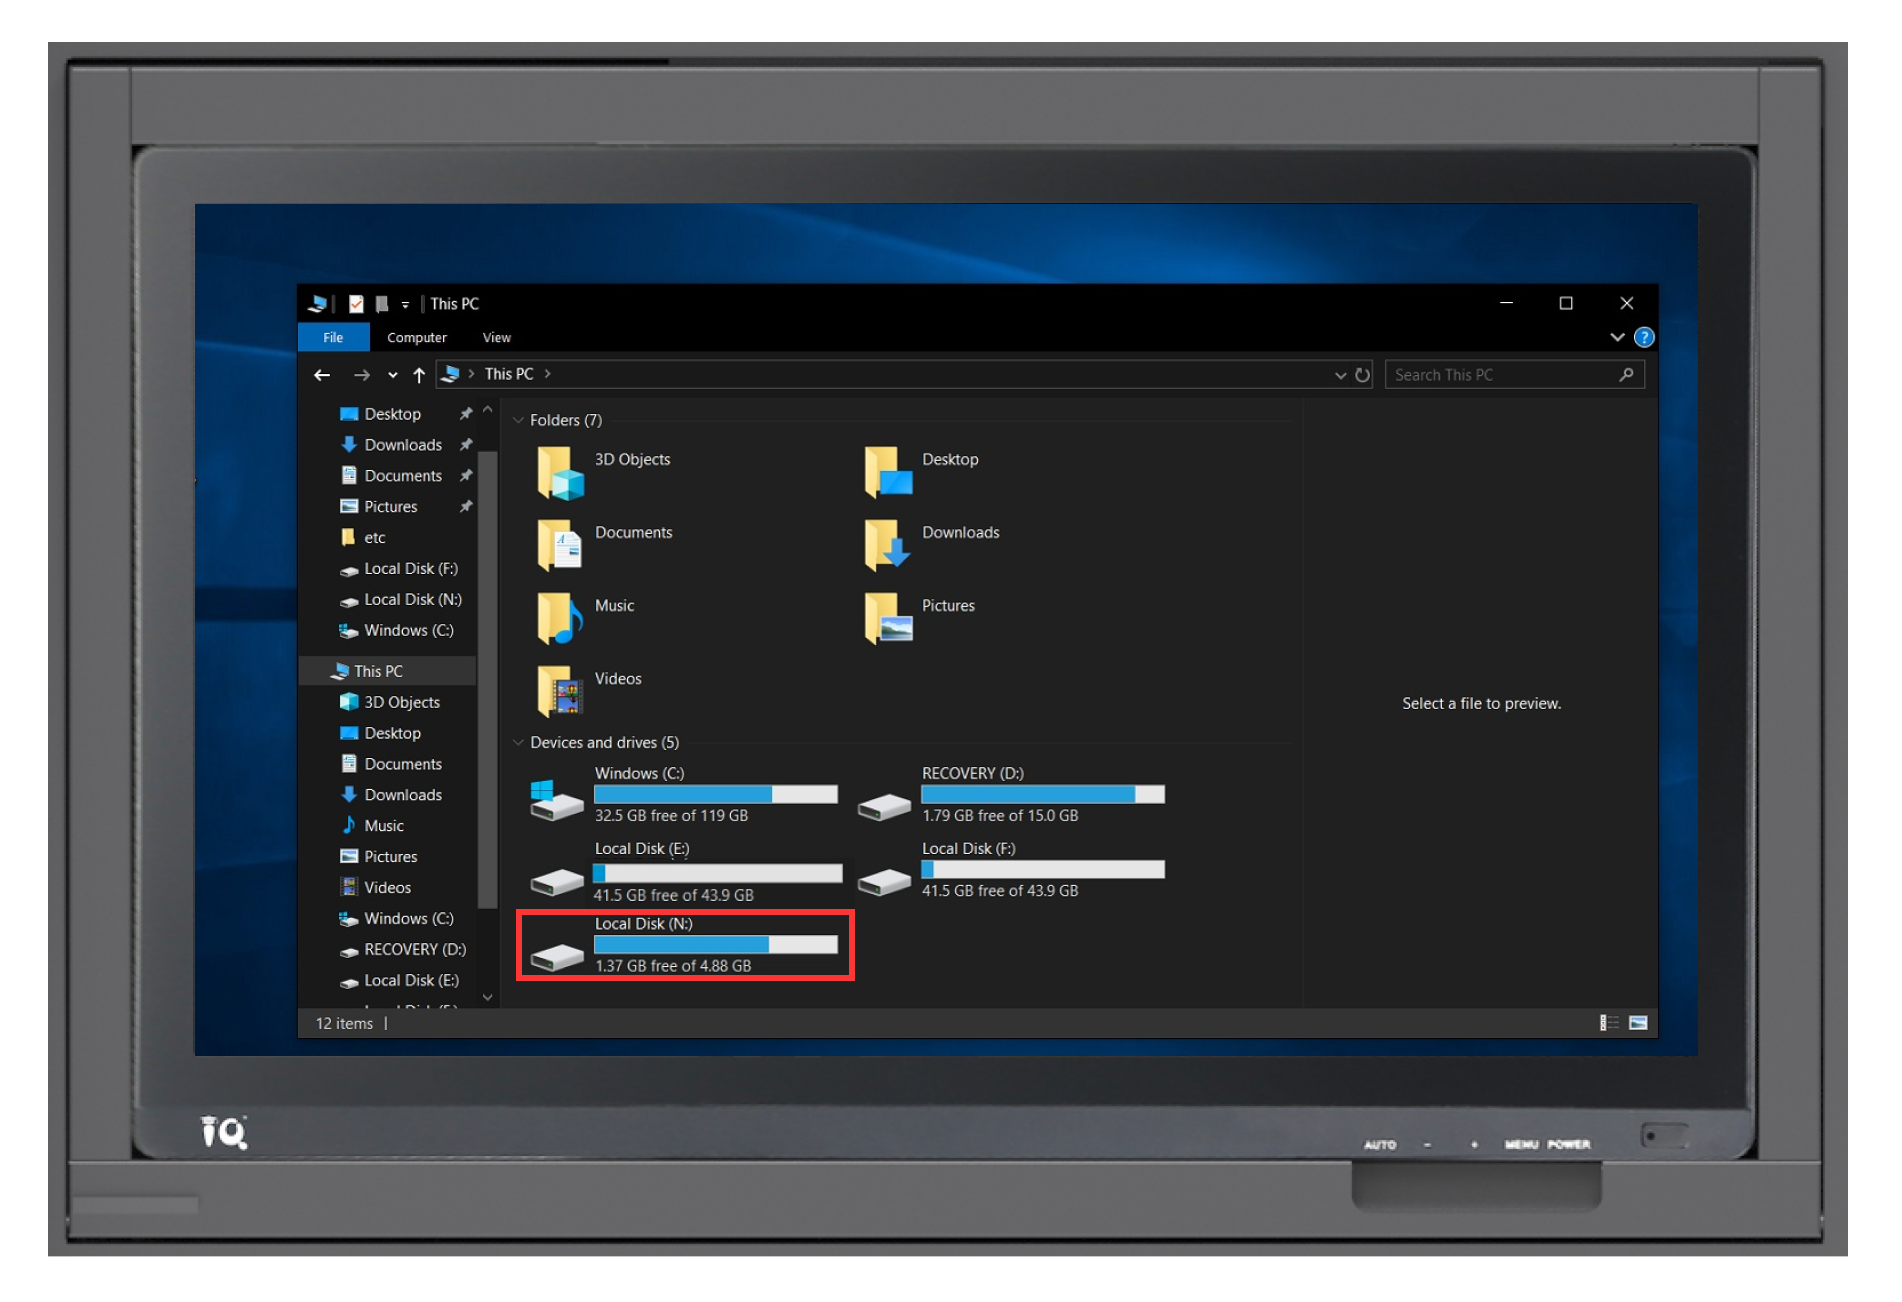 This PC
File Computer View
This PC
Search This PC
Desktop
Downloads
Documents
Pictures
etc
Local Disk (F:)
Local Disk (N:)
Windows (C:)
This PC
3D Objects
Desktop
Documents
Downloads
Music
Pictures
Videos
Windows (C:)
RECOVERY (D:)
Local Disk (E:)
Folders (7)
3D Objects
Desktop
Documents
Downloads
Music
Pictures
Videos
Devices and drives (5)
Windows (C:)
32.5 GB free of 119 GB
RECOVERY (D:)
1.79 GB free of 15.0 GB
Local Disk (E:)
41.5 GB free of 43.9 GB
Local Disk (F:)
41.5 GB free of 43.9 GB
Local Disk (N:)
1.37 GB free of 4.88 GB
Select a file to preview.
12 items
iQ
AUTO - + MENU POWER